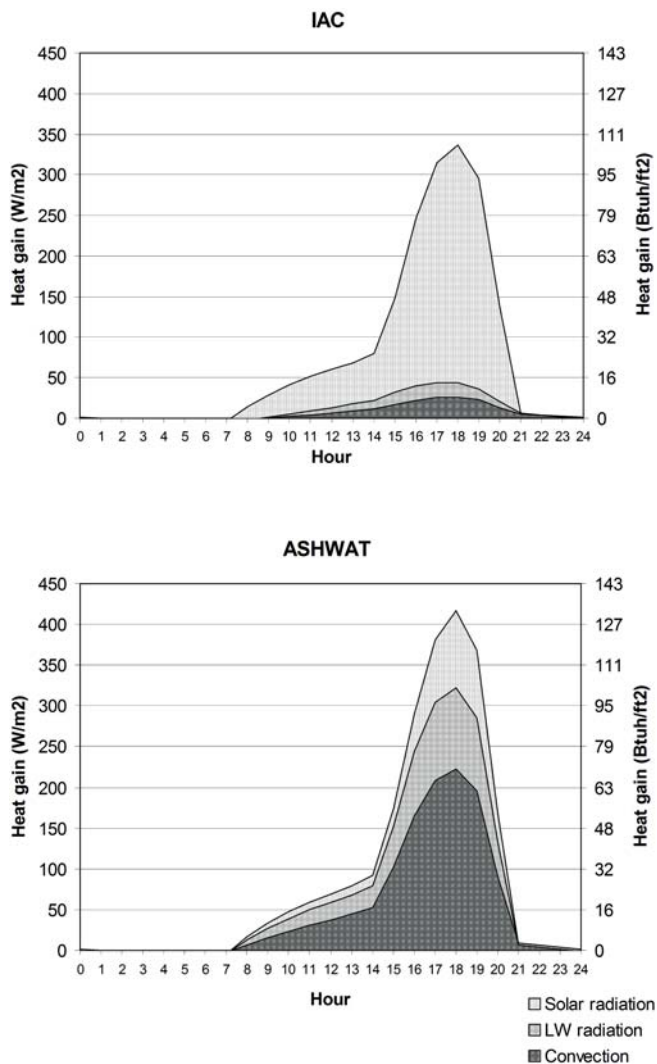 IAC
450 143
400 127
350 111
300 95
250 79
200 63
150 48
100 32
50 16
0 0
Heat gain (W/m2)
Heat gain (Btuh/ft2)
0 1 2 3 4 5 6 7 8 9 10 11 12 13 14 15 16 17 18 19 20 21 22 23 24
Hour
ASHWAT
450 143
400 127
350 111
300 95
250 79
200 63
150 48
100 32
50 16
0 0
Heat gain (W/m2)
Heat gain (Btuh/ft2)
0 1 2 3 4 5 6 7 8 9 10 11 12 13 14 15 16 17 18 19 20 21 22 23 24
Hour
Solar radiation
LW radiation
Convection